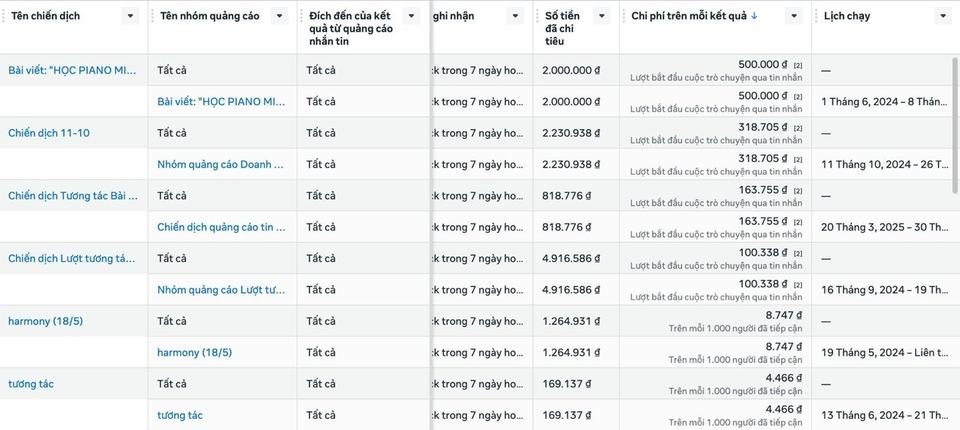 Tên chiến dịch
Tên nhóm quảng cáo
Đích đến của kết
quả từ quảng cáo
nhắn tin
ghi nhận
Số tiền
đã chi
tiêu
Chi phí trên mỗi kết quả ↓
Lịch chạy
Bài viết: "HỌC PIANO MI...
Tất cả
Tất cả
ck trong 7 ngày ho...
2.000.000 ₫
500.000 ₫ [2]
Lượt bắt đầu cuộc trò chuyện qua tin nhắn
—
Bài viết: "HỌC PIANO MI...
Tất cả
ck trong 7 ngày ho...
2.000.000 ₫
500.000 ₫ [2]
Lượt bắt đầu cuộc trò chuyện qua tin nhắn
1 Tháng 6, 2024 – 8 Thán...
Chiến dịch 11-10
Tất cả
Tất cả
ck trong 7 ngày ho...
2.230.938 ₫
318.705 ₫ [2]
Lượt bắt đầu cuộc trò chuyện qua tin nhắn
—
Nhóm quảng cáo Doanh ...
Tất cả
ck trong 7 ngày ho...
2.230.938 ₫
318.705 ₫ [2]
Lượt bắt đầu cuộc trò chuyện qua tin nhắn
11 Tháng 10, 2024 – 26 T...
Chiến dịch Tương tác Bài ...
Tất cả
Tất cả
ck trong 7 ngày ho...
818.776 ₫
163.755 ₫ [2]
Lượt bắt đầu cuộc trò chuyện qua tin nhắn
—
Chiến dịch quảng cáo tin ...
Tất cả
ck trong 7 ngày ho...
818.776 ₫
163.755 ₫ [2]
Lượt bắt đầu cuộc trò chuyện qua tin nhắn
20 Tháng 3, 2025 – 30 Th...
Chiến dịch Lượt tương tá...
Tất cả
Tất cả
ck trong 7 ngày ho...
4.916.586 ₫
100.338 ₫ [2]
Lượt bắt đầu cuộc trò chuyện qua tin nhắn
—
Nhóm quảng cáo Lượt tư...
Tất cả
ck trong 7 ngày ho...
4.916.586 ₫
100.338 ₫ [2]
Lượt bắt đầu cuộc trò chuyện qua tin nhắn
16 Tháng 9, 2024 – 19 Th...
harmony (18/5)
Tất cả
Tất cả
ck trong 7 ngày ho...
1.264.931 ₫
8.747 ₫
Trên mỗi 1.000 người đã tiếp cận
—
harmony (18/5)
Tất cả
ck trong 7 ngày ho...
1.264.931 ₫
8.747 ₫
Trên mỗi 1.000 người đã tiếp cận
19 Tháng 5, 2024 – Liên t...
tương tác
Tất cả
Tất cả
ck trong 7 ngày ho...
169.137 ₫
4.466 ₫
Trên mỗi 1.000 người đã tiếp cận
—
tương tác
Tất cả
ck trong 7 ngày ho...
169.137 ₫
4.466 ₫
Trên mỗi 1.000 người đã tiếp cận
13 Tháng 6, 2024 – 21 Th...